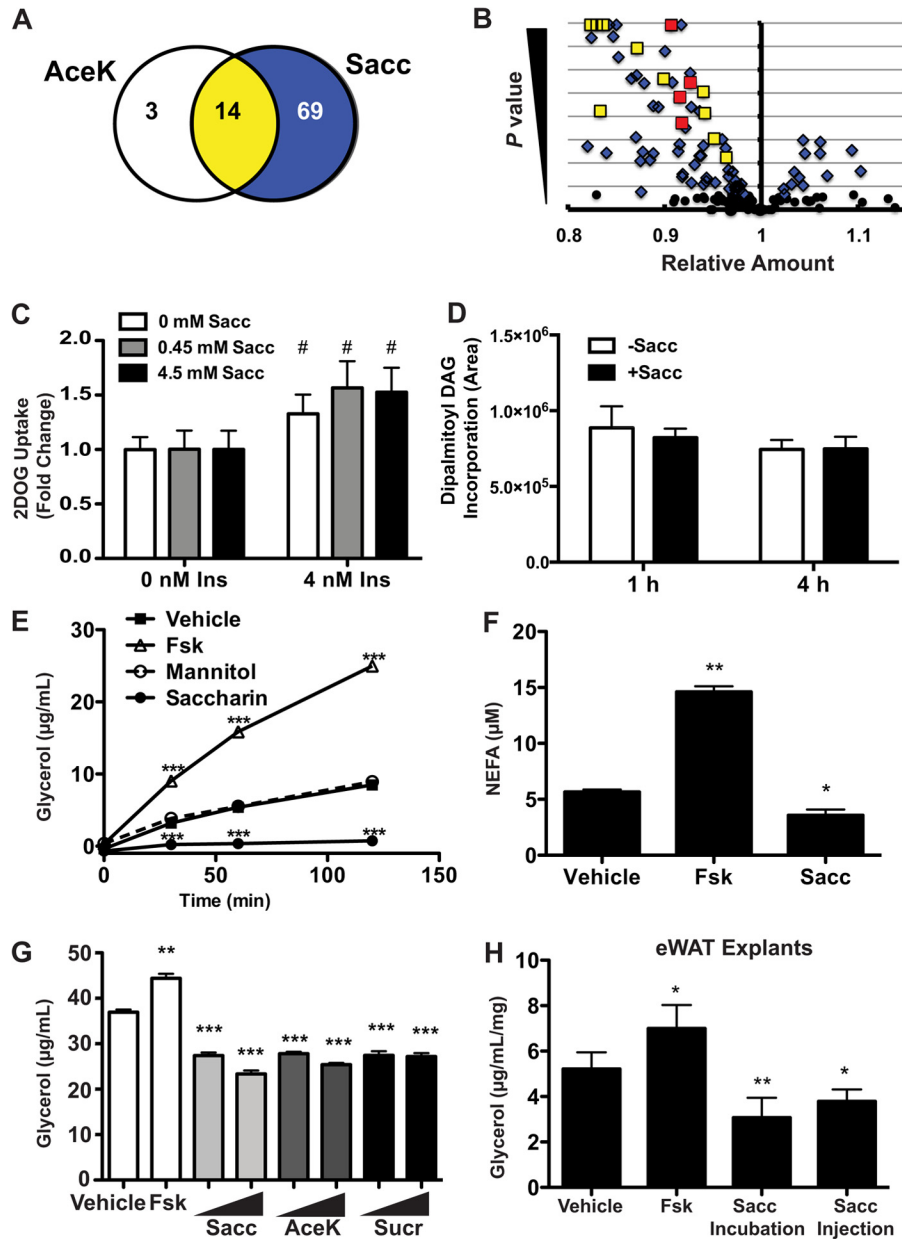 A
AceK
Sacc
3
14
69
B
P value
0.8
0.9
1
1.1
Relative Amount
C
0 mM Sacc
0.45 mM Sacc
4.5 mM Sacc
2DOG Uptake
(Fold Change)
2.0
1.5
1.0
0.5
0.0
# # #
0 nM Ins
4 nM Ins
D
-Sacc
+Sacc
Dipalmitoyl DAG
Incorporation (Area)
1.5×10⁶
1.0×10⁶
5.0×10⁵
0.0
1 h
4 h
E
Vehicle
Fsk
Mannitol
Saccharin
Glycerol (µg/mL)
30
20
10
0
*** *** ***
*** *** ***
0
50
100
150
Time (min)
F
NEFA
(µM)
20
15
10
5
0
**
*
Vehicle
Fsk
Sacc
G
Glycerol (µg/mL)
50
40
30
20
10
0
**
*** *** *** *** *** ***
Vehicle
Fsk
Sacc
AceK
Sucr
H
eWAT Explants
Glycerol (µg/mL/mg)
10
8
6
4
2
0
*
**
*
Vehicle
Fsk
Sacc
Incubation
Sacc
Injection